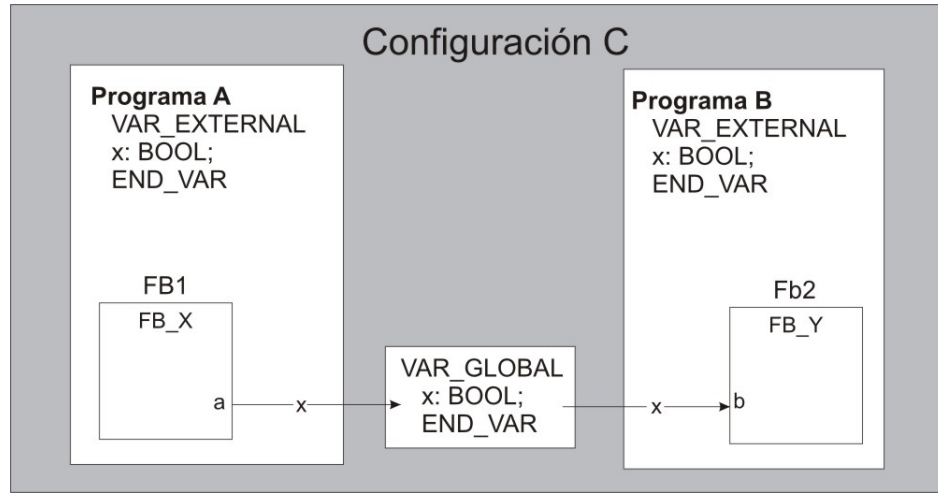 Configuración C
Programa A
VAR_EXTERNAL
x: BOOL;
END_VAR
FB1
FB_X
a
x
VAR_GLOBAL
x: BOOL;
END_VAR
x
Programa B
VAR_EXTERNAL
x: BOOL;
END_VAR
Fb2
FB_Y
b